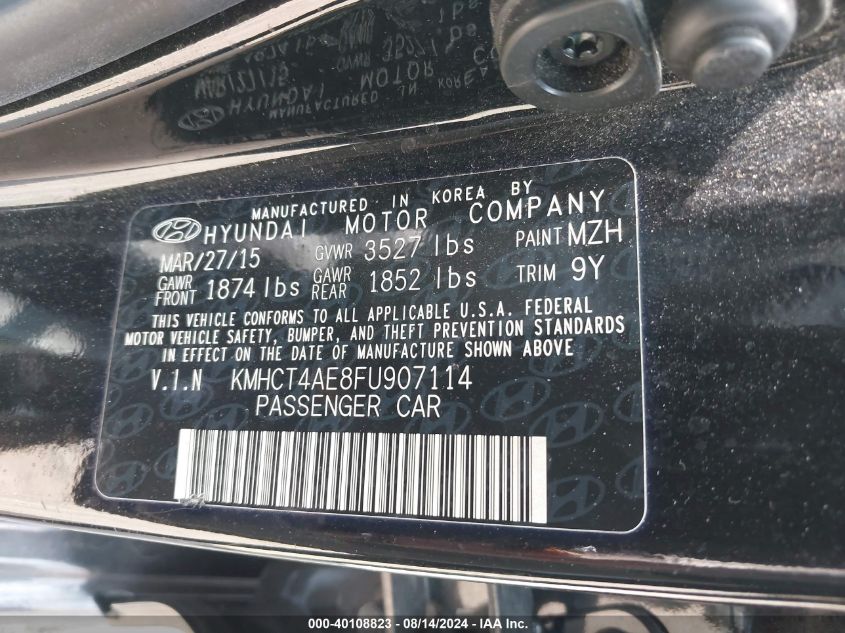 MANUFACTURED IN KOREA BY
HYUNDAI MOTOR COMPANY
MAR/27/15 GVWR 3527 lbs PAINT MZH
GAWR FRONT 1874 lbs GAWR REAR 1852 lbs TRIM 9Y
THIS VEHICLE CONFORMS TO ALL APPLICABLE U.S.A. FEDERAL
MOTOR VEHICLE SAFETY, BUMPER, AND THEFT PREVENTION STANDARDS
IN EFFECT ON THE DATE OF MANUFACTURE SHOWN ABOVE
V.I.N KMHCT4AE8FU907114
PASSENGER CAR
000-40108823 - 08/14/2024 - IAA Inc.